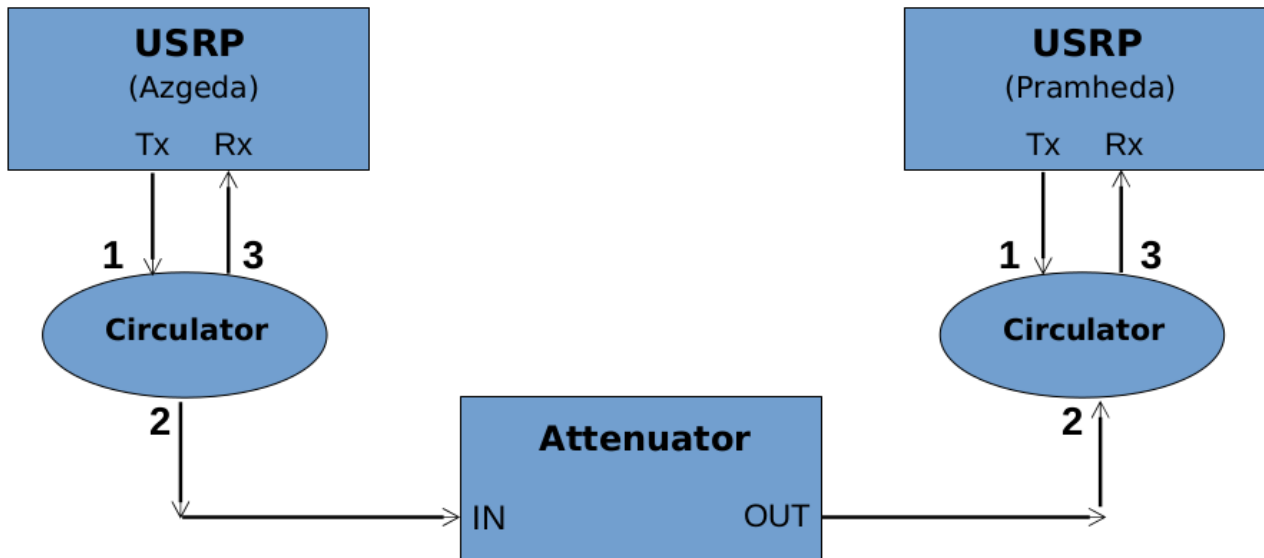 USRP
(Azgeda)
Tx Rx
USRP
(Pramheda)
Tx Rx
1 3
1 3
Circulator
Circulator
2
2
Attenuator
IN OUT